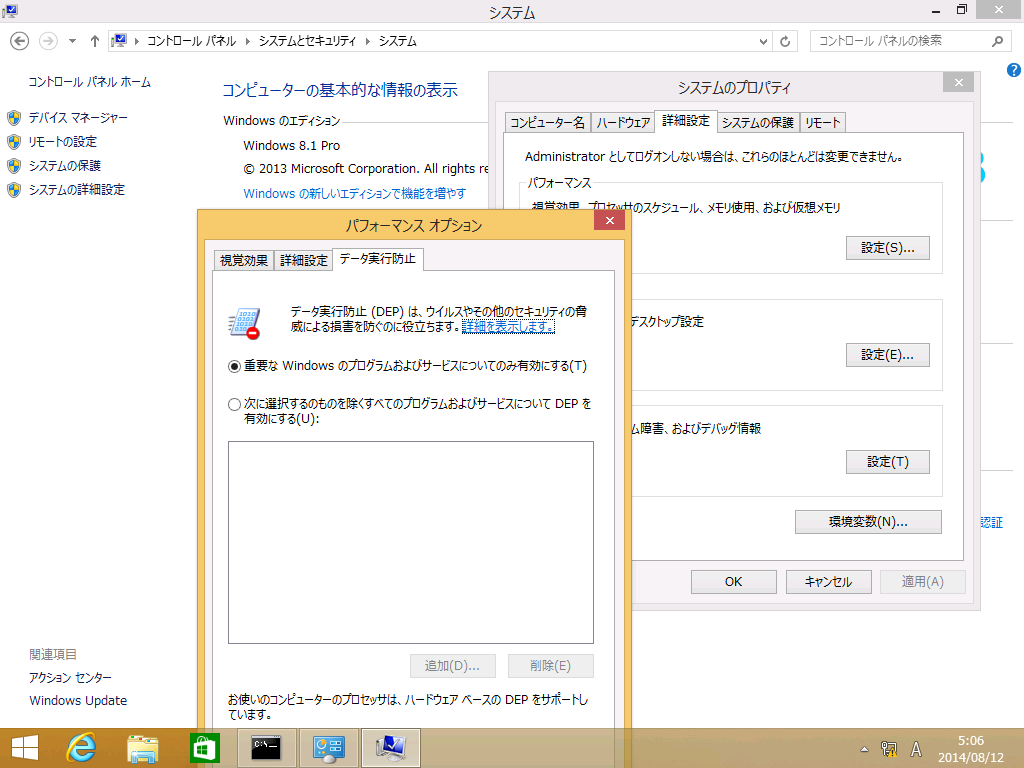 システム
コントロール パネル
システムとセキュリティ
システム
コントロール パネルの検索
コントロール パネル ホーム
デバイス マネージャー
リモートの設定
システムの保護
システムの詳細設定
コンピューターの基本的な情報の表示
Windows のエディション
Windows 8.1 Pro
© 2013 Microsoft Corporation. All rights re
Windows の新しいエディションで機能を増やす
システムのプロパティ
コンピューター名 ハードウェア 詳細設定 システムの保護 リモート
Administrator としてログオンしない場合は、これらのほとんどは変更できません。
パフォーマンス
視覚効果、プロセッサのスケジュール、メモリ使用、および仮想メモリ
設定(S)...
デスクトップ設定
設定(E)...
ム障害、およびデバッグ情報
設定(T)
環境変数(N)...
認証
OK キャンセル 適用(A)
パフォーマンス オプション
視覚効果 詳細設定 データ実行防止
データ実行防止 (DEP) は、ウイルスやその他のセキュリティの脅
威による損害を防ぐのに役立ちます。詳細を表示します。
重要な Windows のプログラムおよびサービスについてのみ有効にする(T)
次に選択するものを除くすべてのプログラムおよびサービスについて DEP を
有効にする(U):
追加(D)... 削除(E)
お使いのコンピューターのプロセッサは、ハードウェア ベースの DEP をサポートし
ています。
関連項目
アクション センター
Windows Update
C:\
A
5:06
2014/08/12